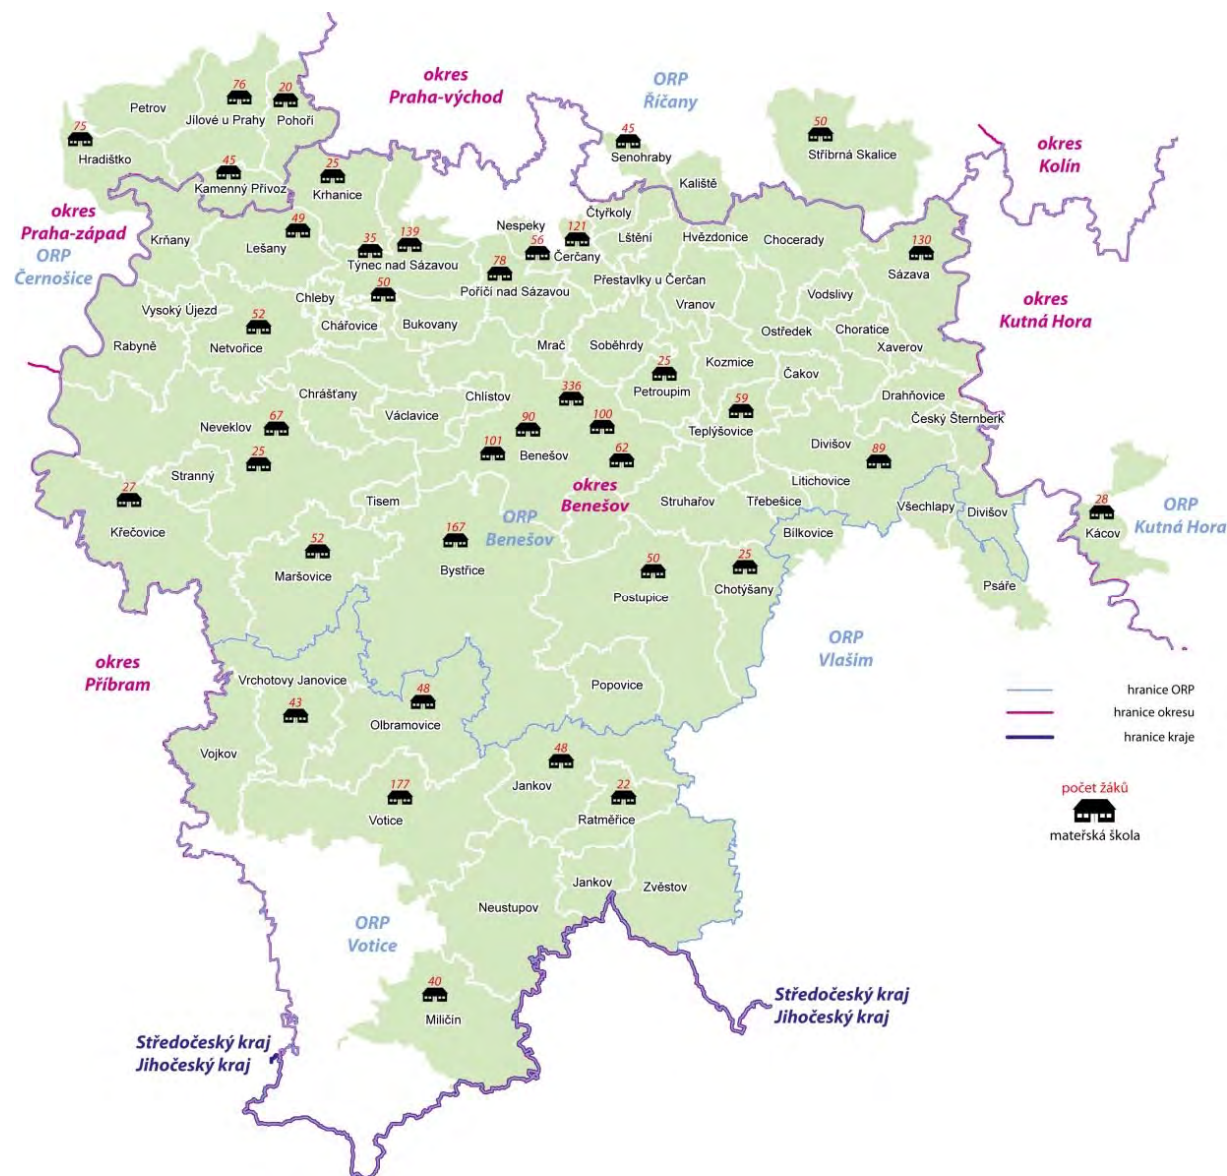 okres
Praha-východ
ORP
Říčany
76
20
Petrov
Jílové u Prahy
Pohoří
75
Hradištko
45
Kamenný Přívoz
25
Krhanice
45
Senohraby
Kaliště
50
Stříbrná Skalice
okres
Kolín
okres
Praha-západ
ORP
Černošice
Krňany
49
Lešany
35
139
Týnec nad Sázavou
Nespeky
56
121
Čerčany
Čtyřkoly
Lštění
Hvězdonice
Chocerady
130
Sázava
78
Poříčí nad Sázavou
Přestavlky u Čerčan
50
Chleby
Vysoký Újezd
52
Chářovice
Bukovany
Vranov
Vodslivy
okres
Kutná Hora
Rabyně
Netvořice
Mrač
Soběhrdy
Ostředek
Choratice
Xaverov
25
Petroupim
Kozmice
Čakov
Chrášťany
Chlístov
336
Drahňovice
67
Neveklov
Václavice
90
100
59
Teplýšovice
Český Šternberk
25
Stranný
101
Benešov
62
Divišov
89
27
Křečovice
Tisem
okres
Benešov
Struhařov
Třebešice
Litichovice
Všechlapy
Divišov
28
Kácov
ORP
Kutná Hora
52
Maršovice
167
Bystřice
ORP
Benešov
Bílkovice
50
Postupice
25
Chotýšany
Psáře
okres
Příbram
ORP
Vlašim
Vrchotovy Janovice
43
48
Olbramovice
Popovice
hranice ORP
hranice okresu
hranice kraje
Vojkov
177
Votice
48
Jankov
22
Ratměřice
počet žáků
mateřská škola
Jankov
Zvěstov
Neustupov
ORP
Votice
40
Miličín
Středočeský kraj
Jihočeský kraj
Středočeský kraj
Jihočeský kraj